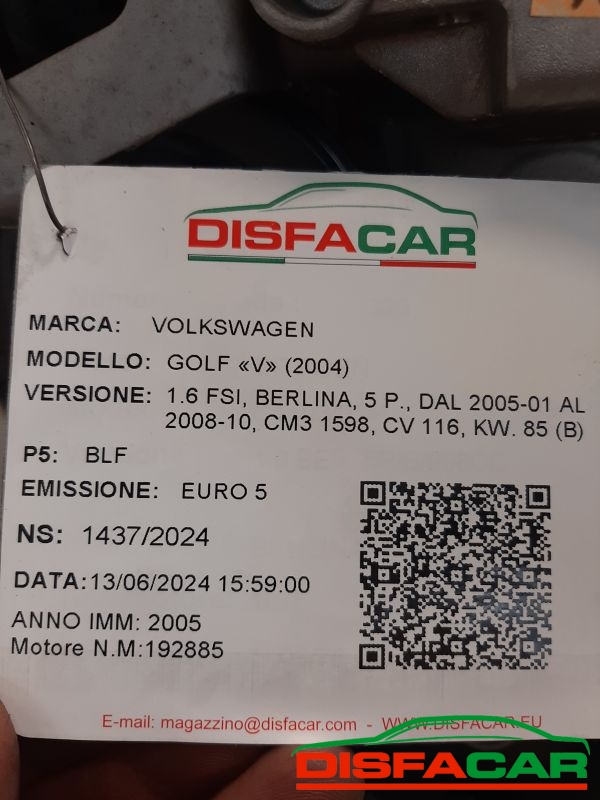 DISFACAR
MARCA: VOLKSWAGEN
MODELLO: GOLF «V» (2004)
VERSIONE: 1.6 FSI, BERLINA, 5 P., DAL 2005-01 AL
2008-10, CM3 1598, CV 116, KW. 85 (B)
P5: BLF
EMISSIONE: EURO 5
NS: 1437/2024
DATA:13/06/2024 15:59:00
ANNO IMM: 2005
Motore N.M:192885
E-mail: magazzino@disfacar.com - WWW.DISFACAR.EU
DISFACAR